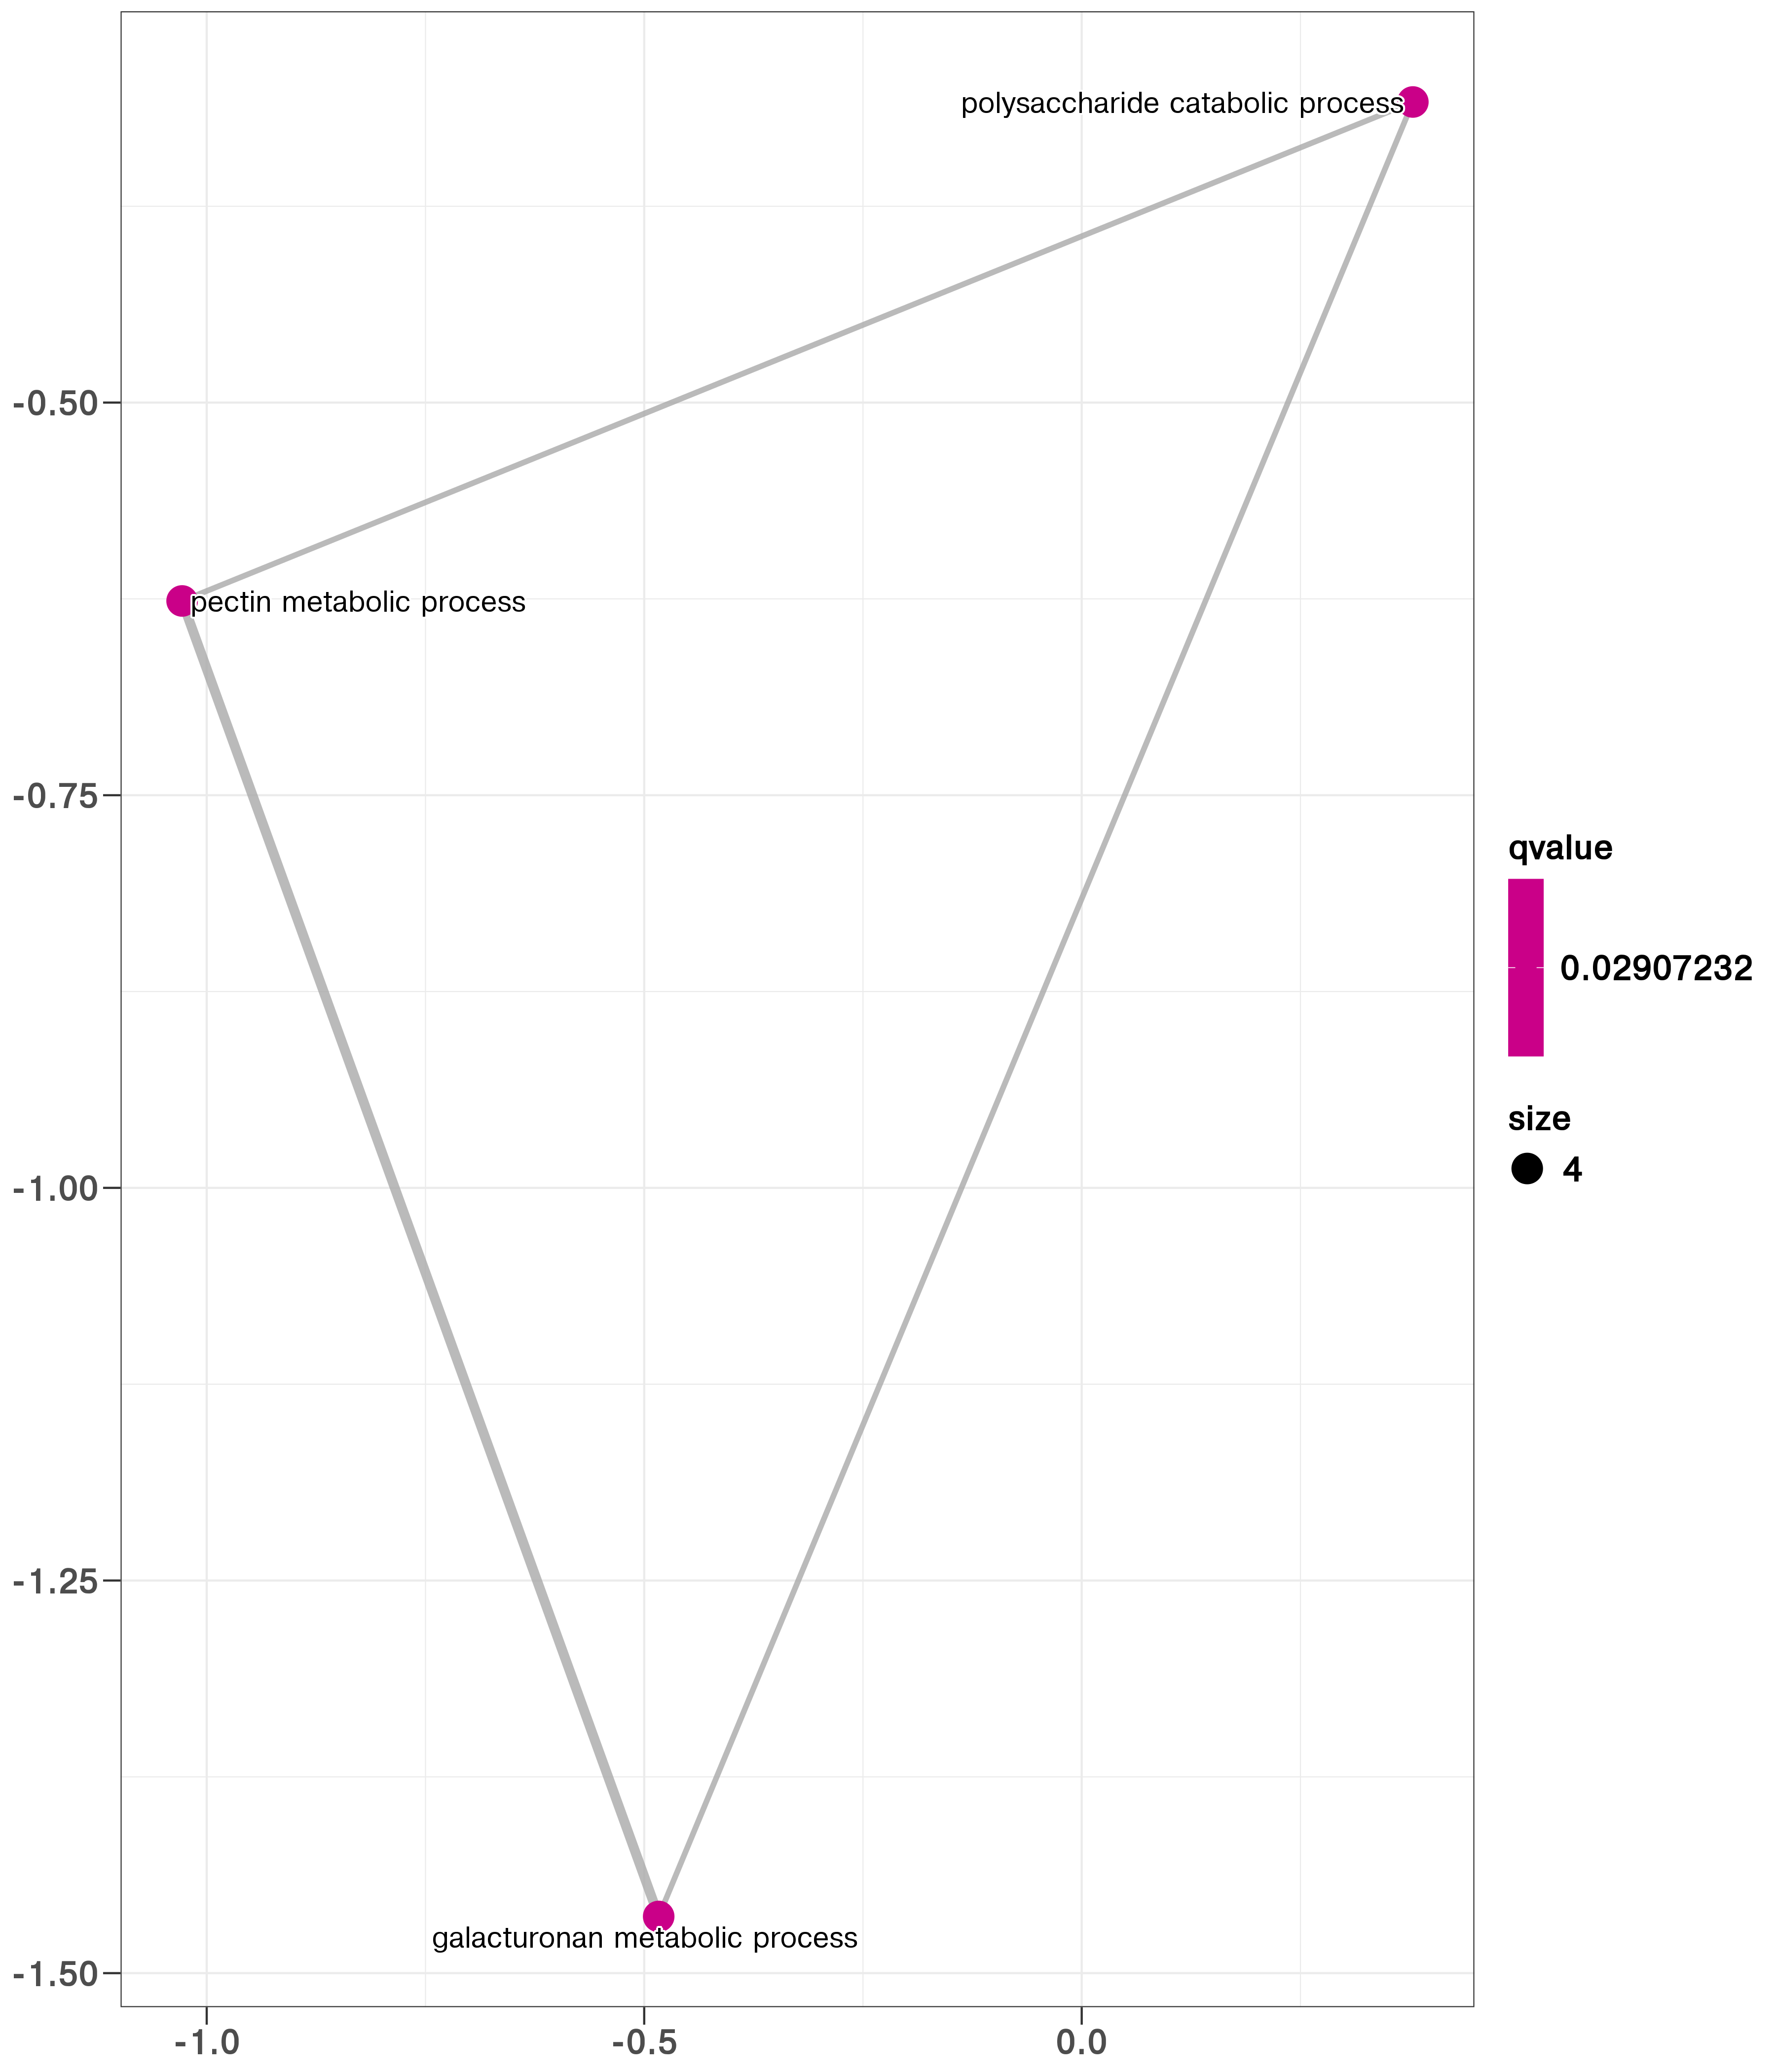 polysaccharide catabolic process
-0.50
pectin metabolic process
-0.75
qvalue
0.02907232
size
4
-1.00
-1.25
galacturonan metabolic process
-1.50
-1.0 -0.5 0.0